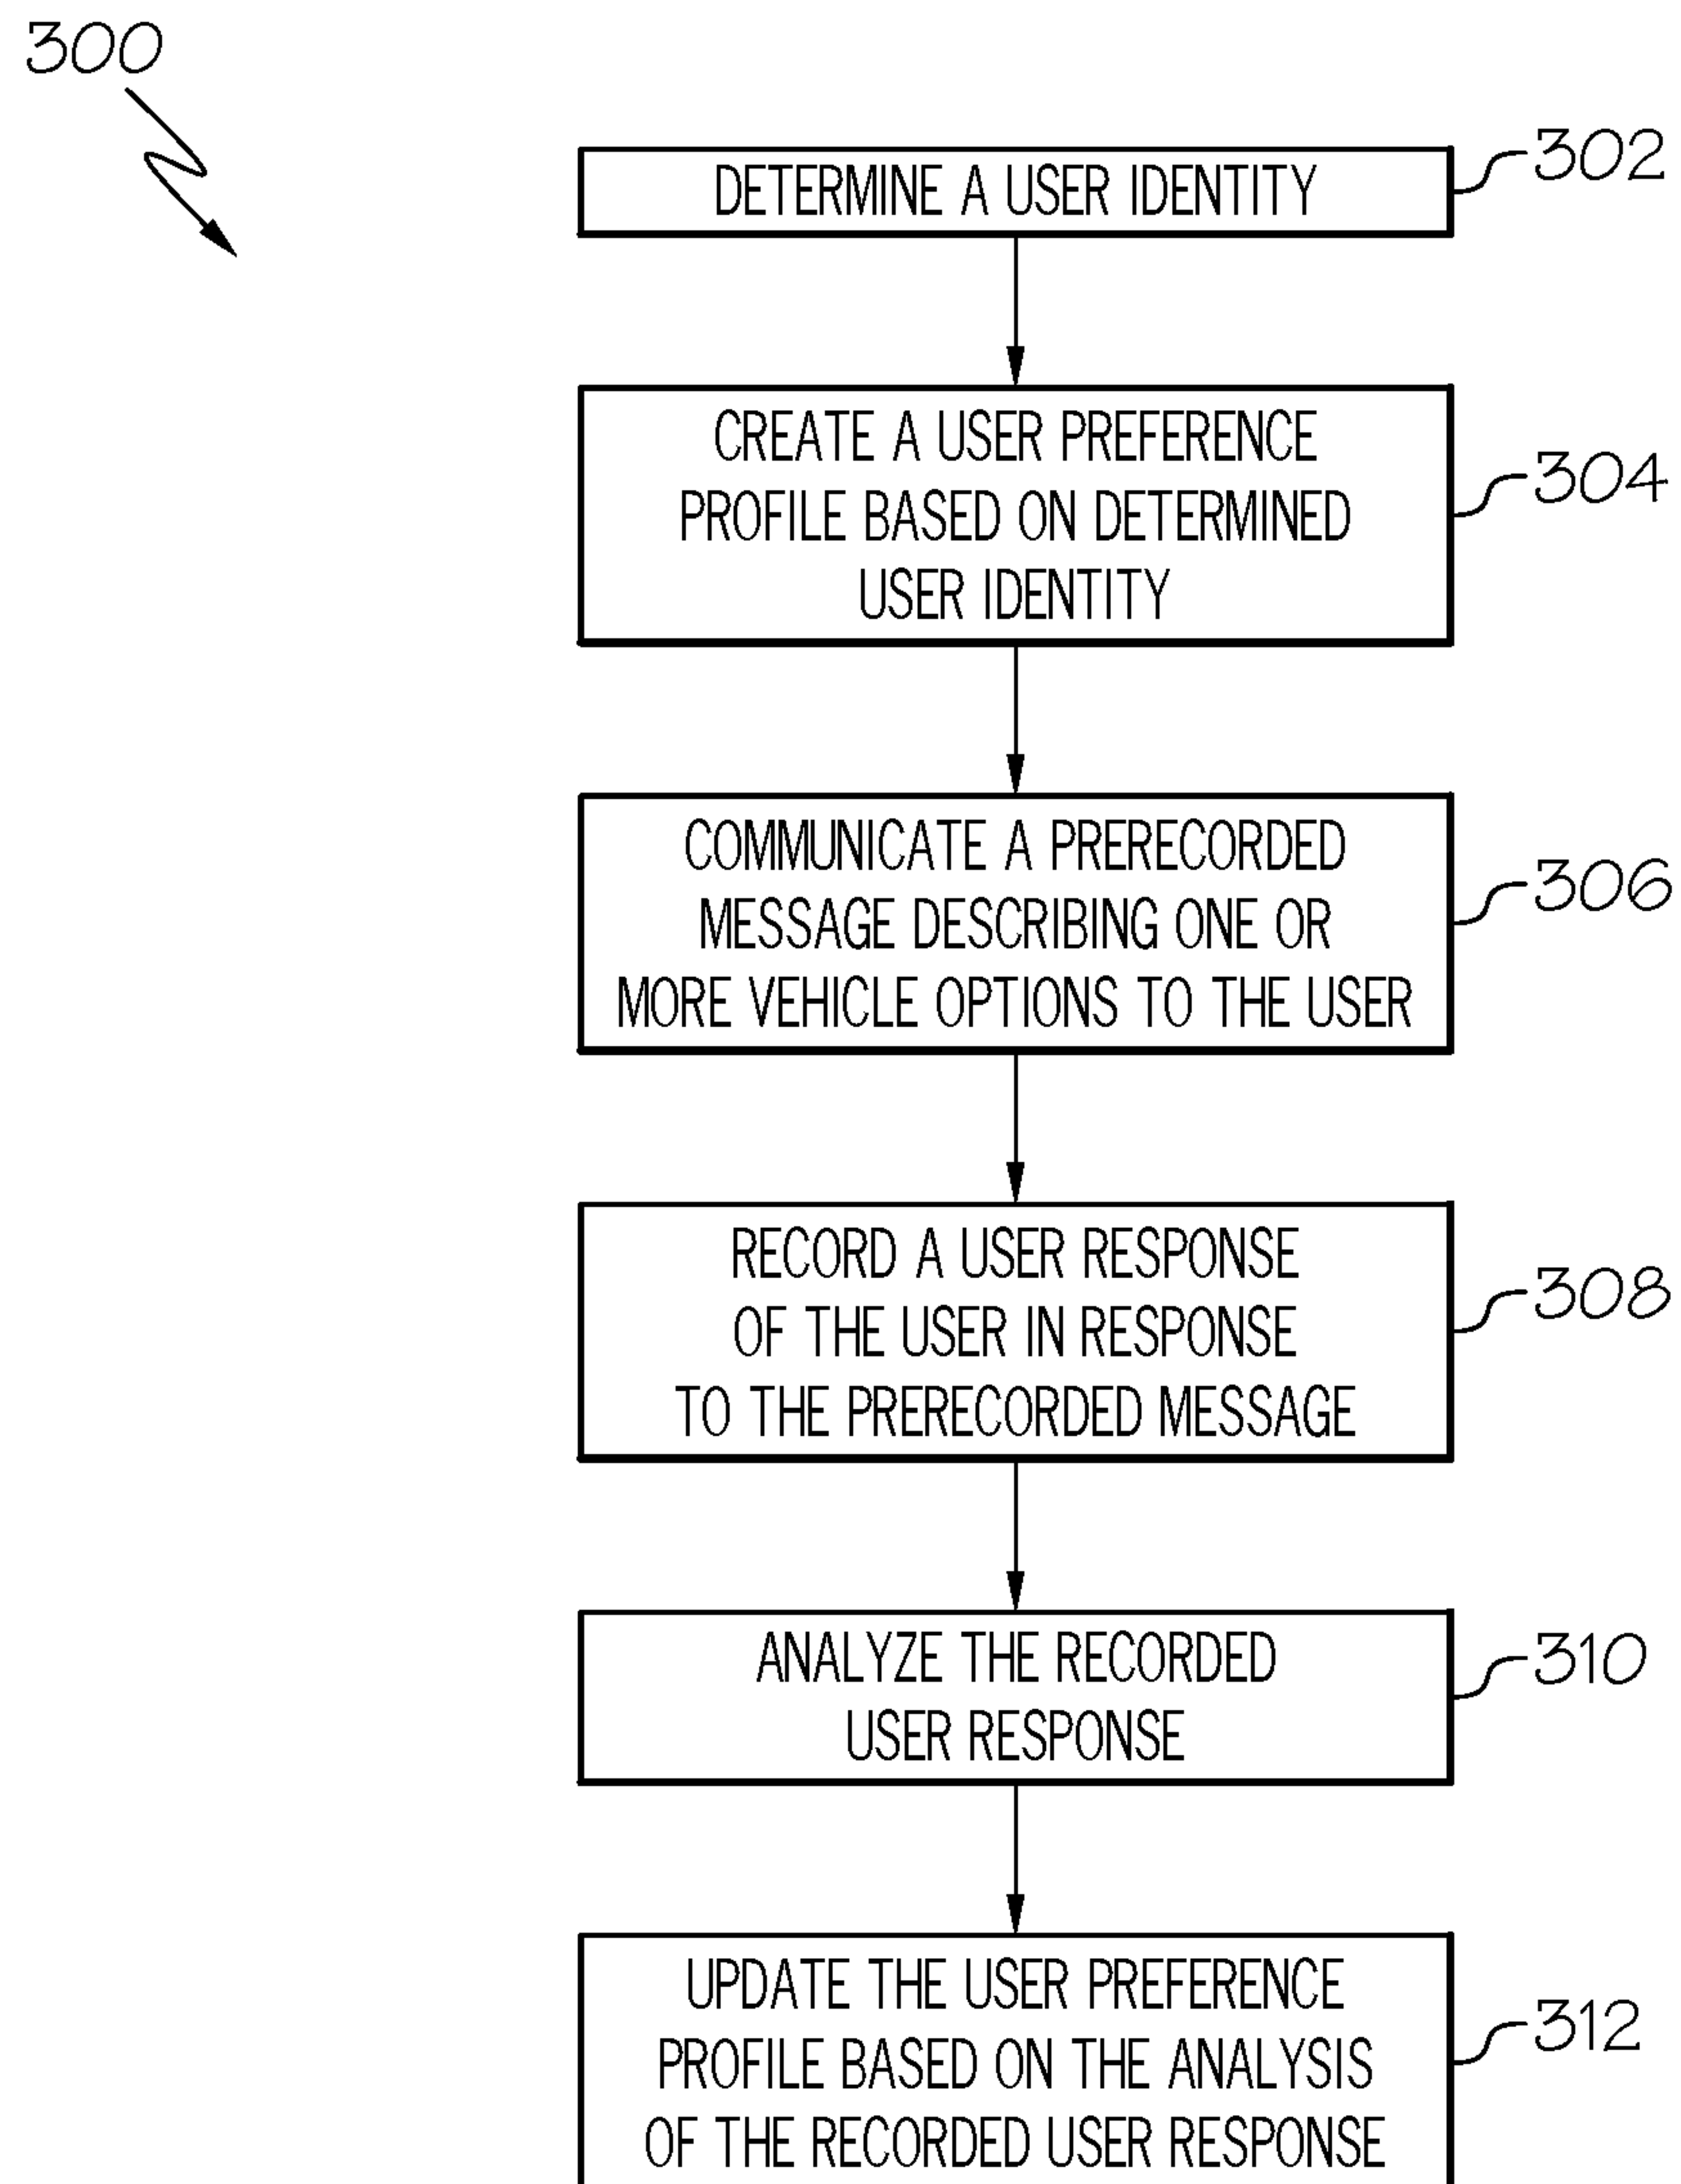 300
DETERMINE A USER IDENTITY
302
CREATE A USER PREFERENCE
PROFILE BASED ON DETERMINED
USER IDENTITY
304
COMMUNICATE A PRERECORDED
MESSAGE DESCRIBING ONE OR
MORE VEHICLE OPTIONS TO THE USER
306
RECORD A USER RESPONSE
OF THE USER IN RESPONSE
TO THE PRERECORDED MESSAGE
308
ANALYZE THE RECORDED
USER RESPONSE
310
UPDATE THE USER PREFERENCE
PROFILE BASED ON THE ANALYSIS
OF THE RECORDED USER RESPONSE
312